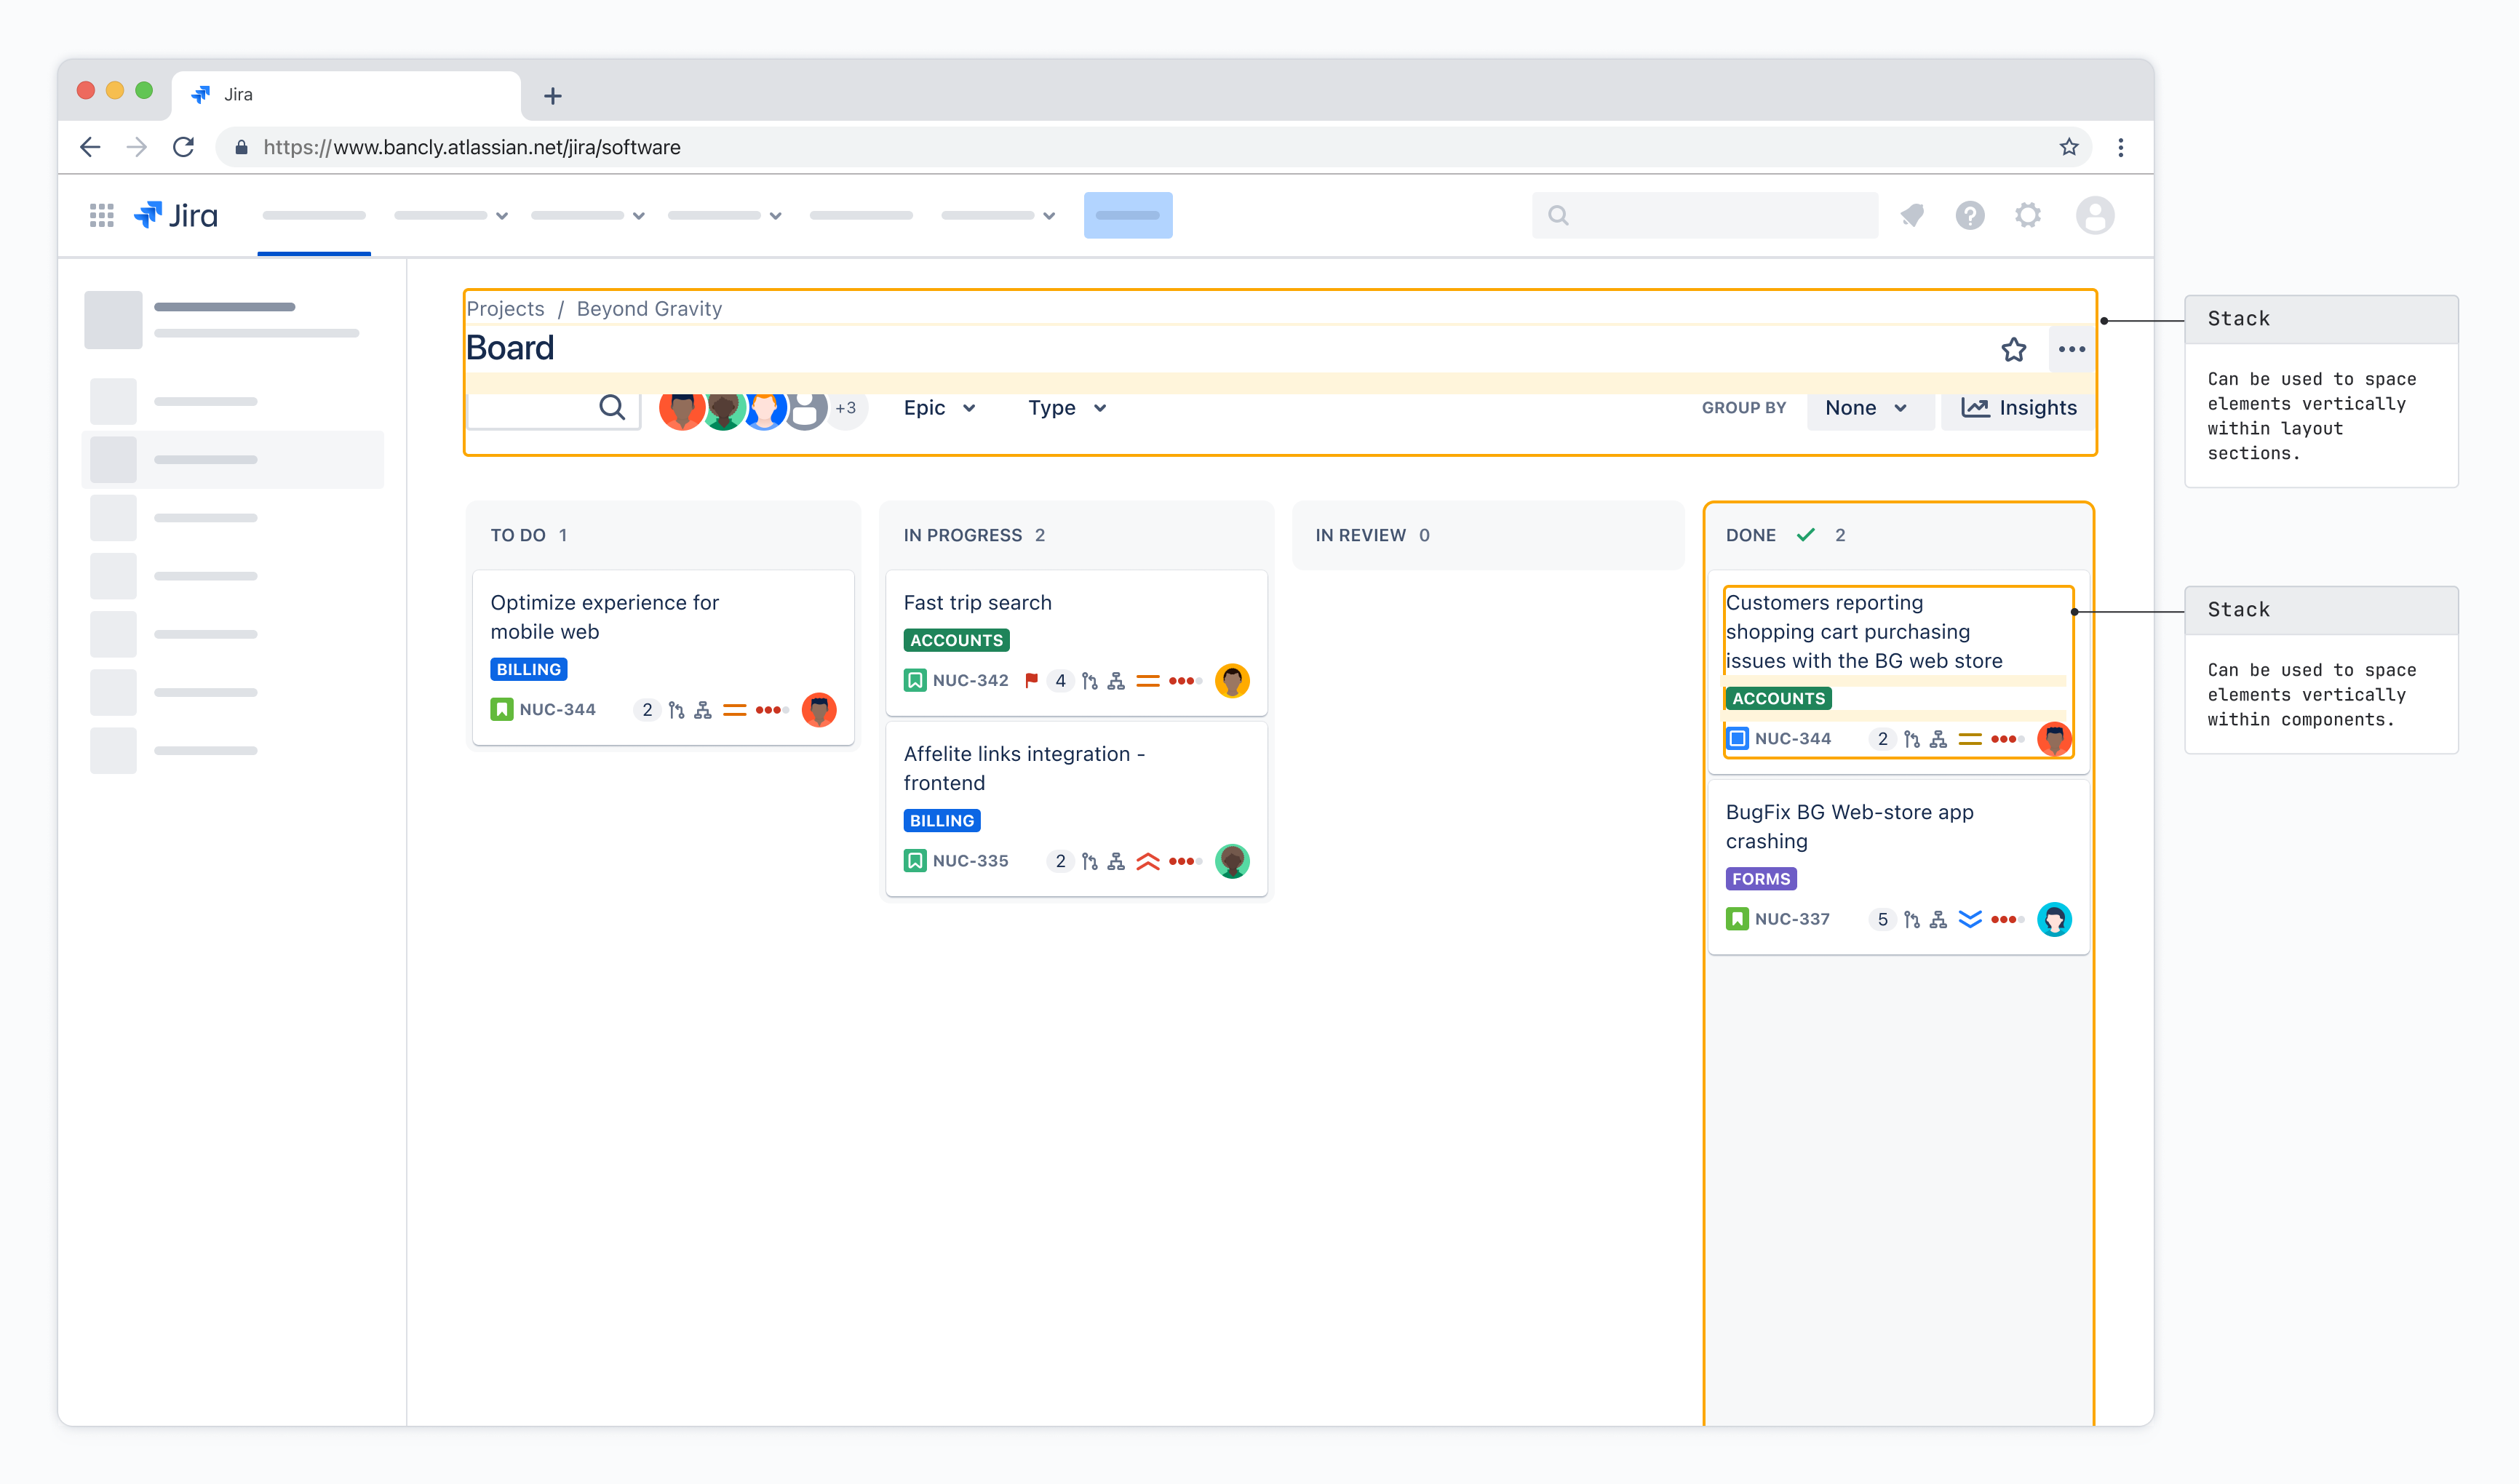 Jira
https://www.bancly.atlassian.net/jira/software
Jira
Projects / Beyond Gravity
Board
+3
Epic
Type
GROUP BY
None
Insights
TO DO 1
Optimize experience for
mobile web
BILLING
NUC-344
2
IN PROGRESS 2
Fast trip search
ACCOUNTS
NUC-342
4
Affelite links integration -
frontend
BILLING
NUC-335
2
IN REVIEW 0
DONE 2
Customers reporting
shopping cart purchasing
issues with the BG web store
ACCOUNTS
NUC-344
2
BugFix BG Web-store app
crashing
FORMS
NUC-337
5
Stack
Can be used to space
elements vertically
within layout
sections.
Stack
Can be used to space
elements vertically
within components.